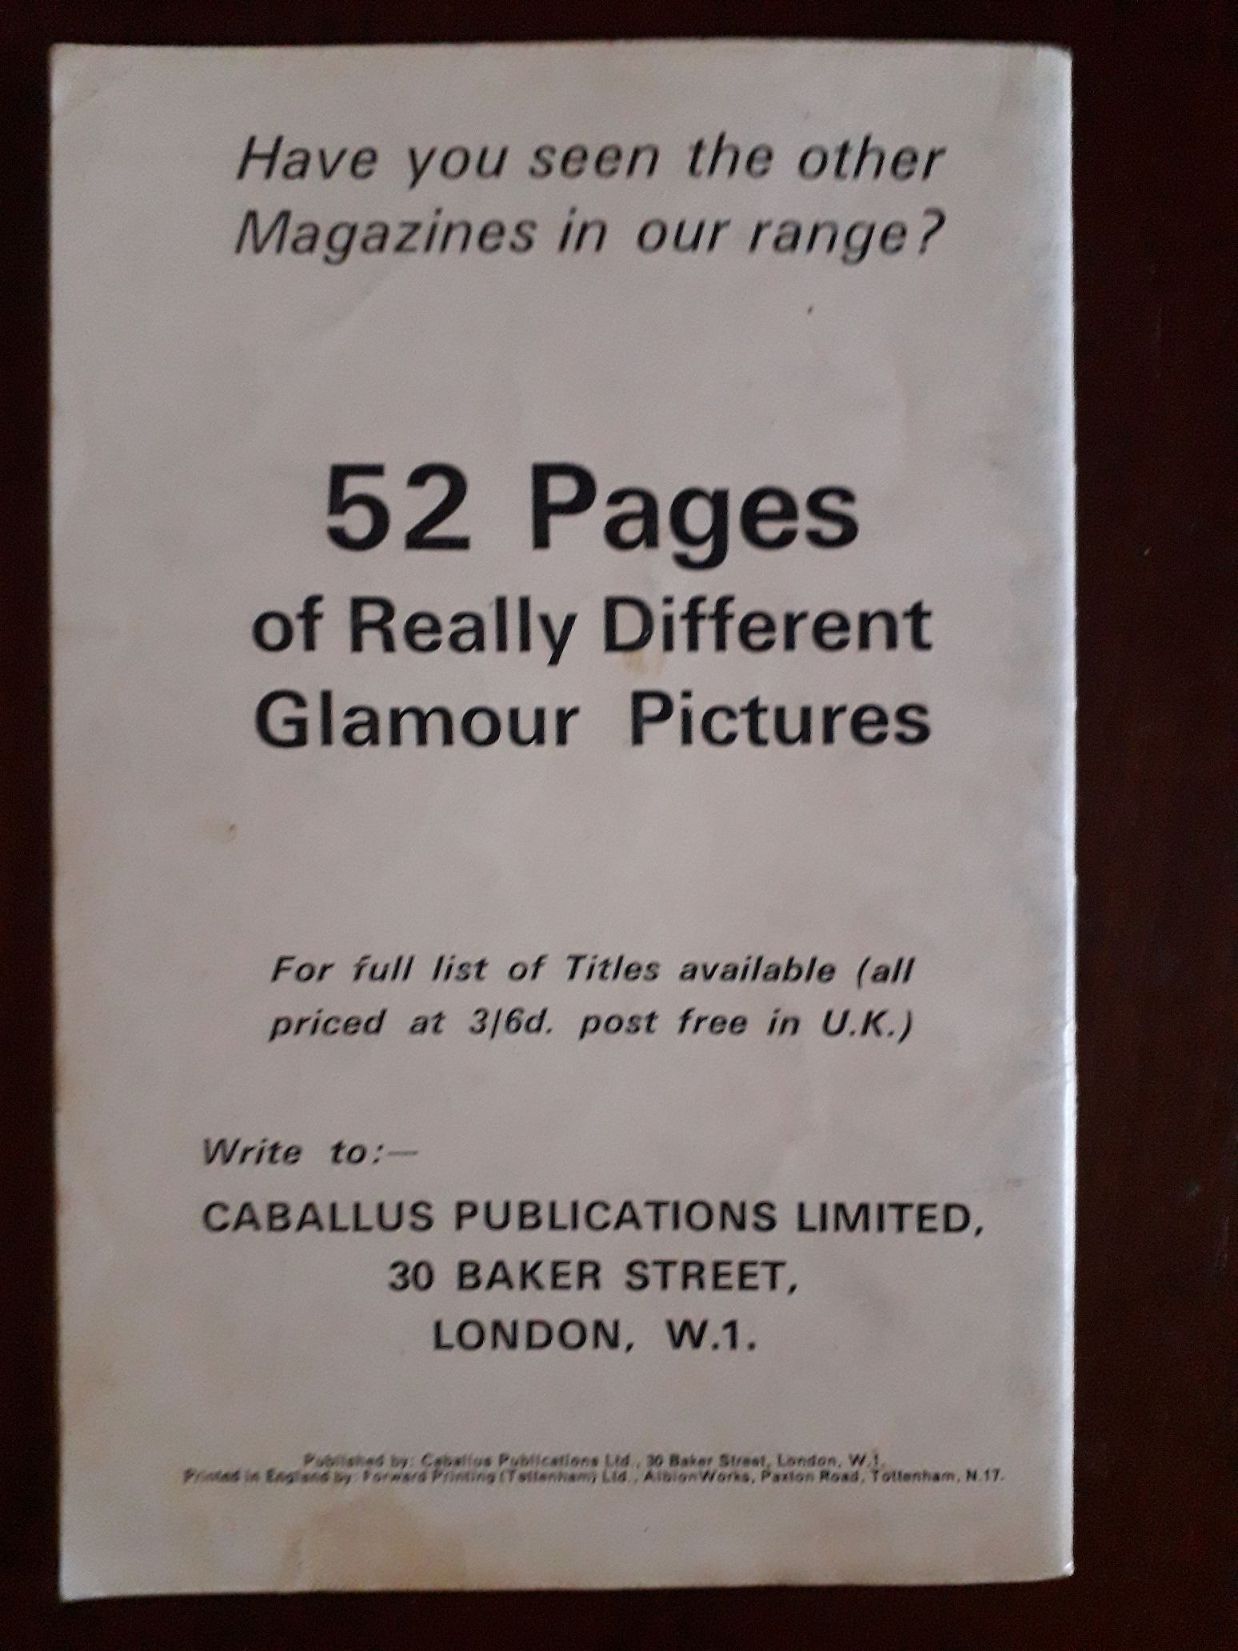 Have you seen the other
Magazines in our range?
52 Pages
of Really Different
Glamour Pictures
For full list of Titles available (all
priced at 3/6d. post free in U.K.)
Write to:—
CABALLUS PUBLICATIONS LIMITED,
30 BAKER STREET,
LONDON, W.1.
Published by: Caballus Publications Ltd., 30 Baker Street, London, W.1.
Printed in England by: Forward Printing (Tottenham) Ltd., Albion Works, Paxton Road, Tottenham, N.17.